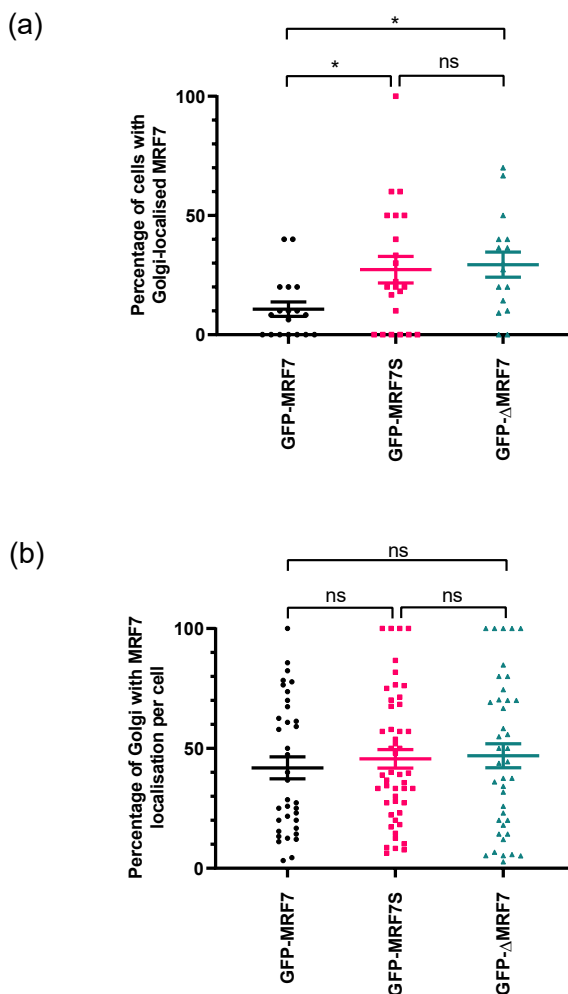 (a)
*
*
ns
Percentage of cells with
Golgi-localised MRF7
100
50
0
GFP-MRF7
GFP-MRF7S
GFP-ΔMRF7
(b)
ns
ns
ns
Percentage of Golgi with MRF7
localisation per cell
100
50
0
GFP-MRF7
GFP-MRF7S
GFP-ΔMRF7